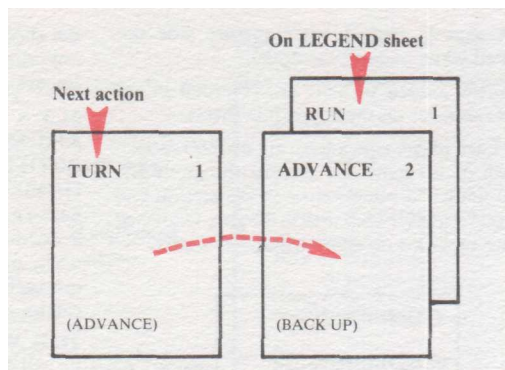 On LEGEND sheet
Next action
RUN 1
TURN 1
ADVANCE 2
(ADVANCE)
(BACK UP)